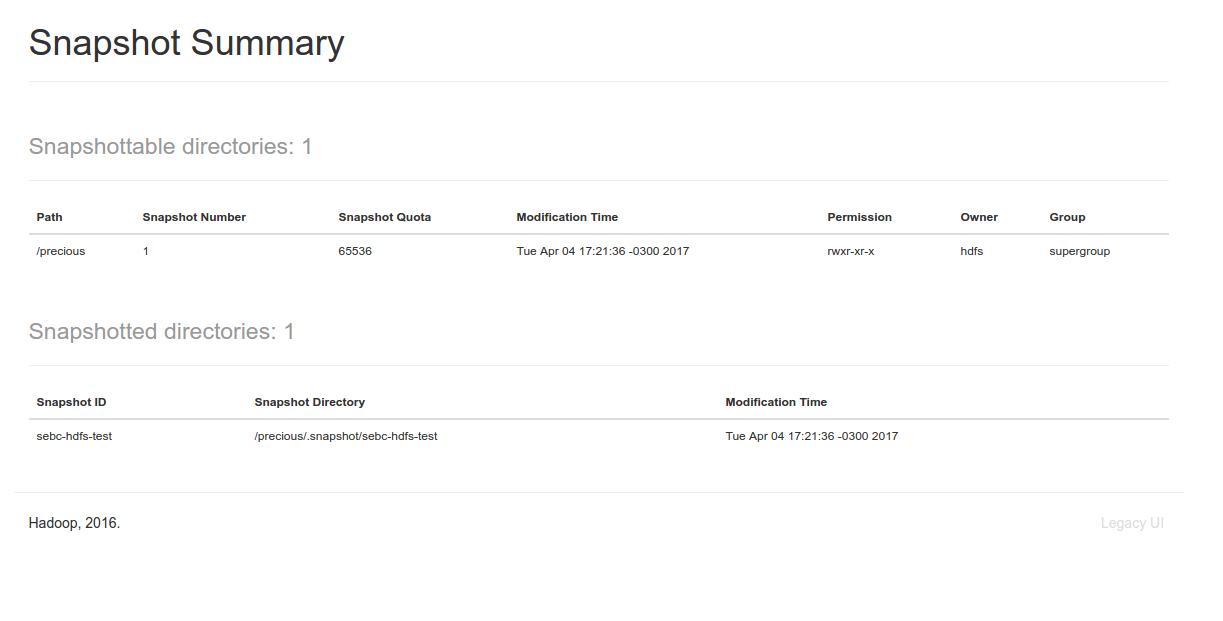 Snapshot Summary
Snapshottable directories: 1
Path Snapshot Number Snapshot Quota Modification Time Permission Owner Group
/precious 1 65536 Tue Apr 04 17:21:36 -0300 2017 rwxr-xr-x hdfs supergroup
Snapshotted directories: 1
Snapshot ID Snapshot Directory Modification Time
sebc-hdfs-test /precious/.snapshot/sebc-hdfs-test Tue Apr 04 17:21:36 -0300 2017
Hadoop, 2016. Legacy UI